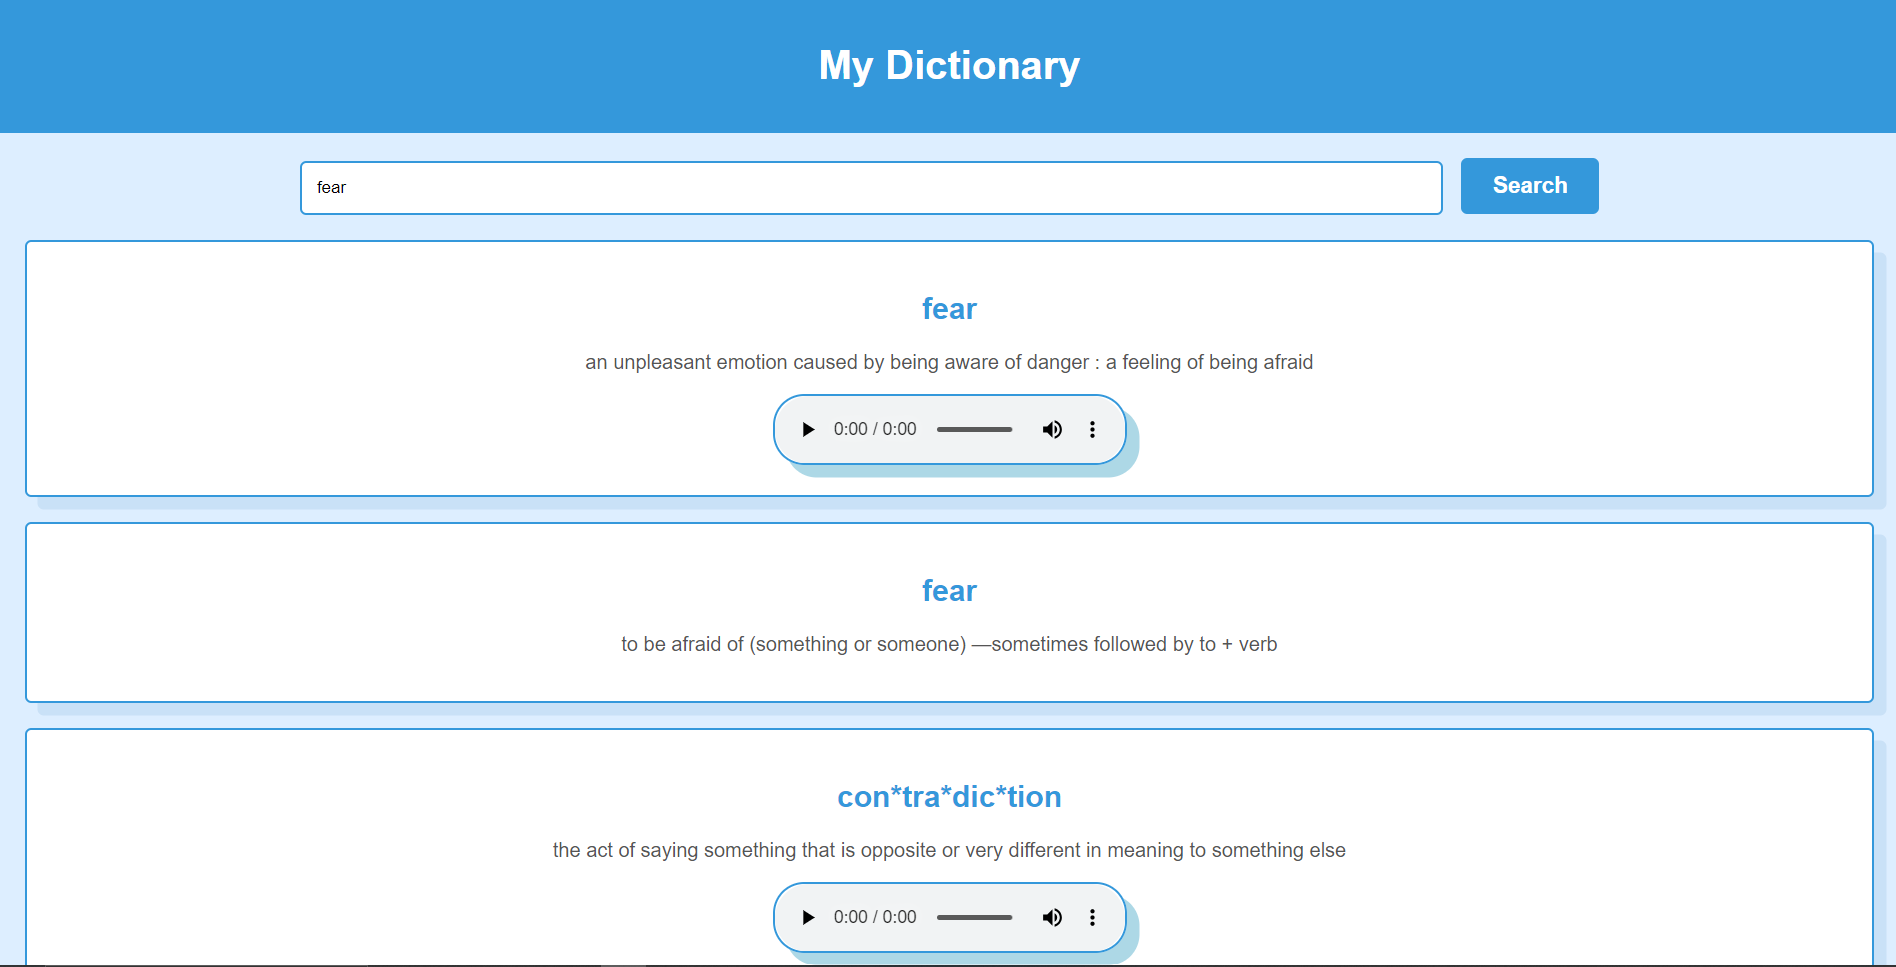 My Dictionary
fear
Search
fear
an unpleasant emotion caused by being aware of danger : a feeling of being afraid
0:00 / 0:00
fear
to be afraid of (something or someone) —sometimes followed by to + verb
con*tra*dic*tion
the act of saying something that is opposite or very different in meaning to something else
0:00 / 0:00